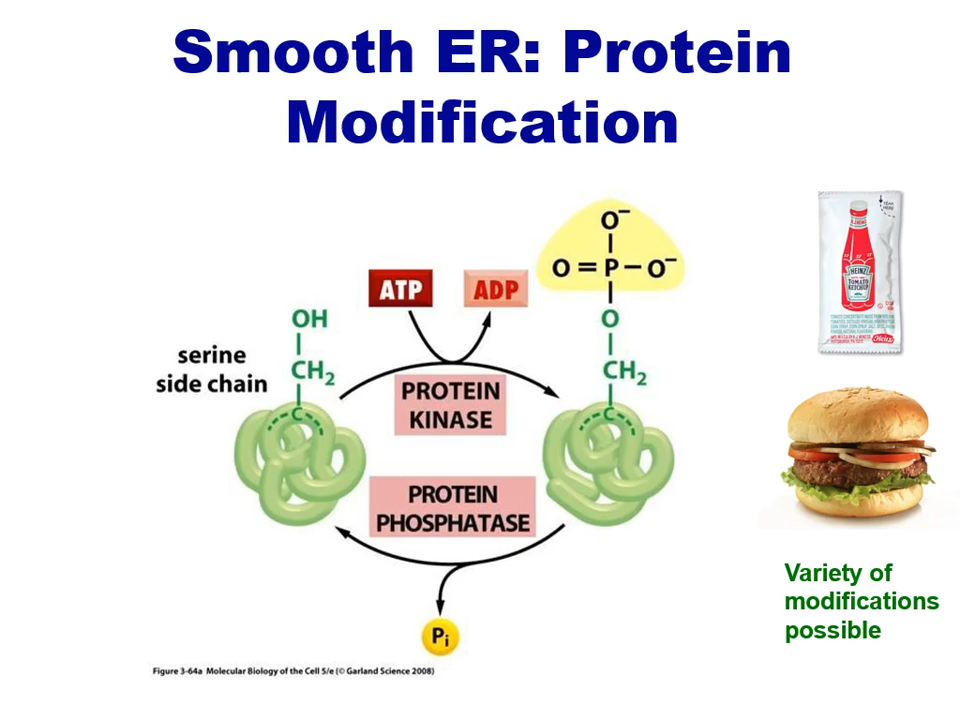 Smooth ER: Protein
Modification
O⁻
O=P–O⁻
ATP
ADP
OH
O
serine
side chain
CH₂
CH₂
PROTEIN
KINASE
C
C
PROTEIN
PHOSPHATASE
Pi
HEINZ
TOMATO
KETCHUP
Heinz
Variety of
modifications
possible
Figure 3-64a Molecular Biology of the Cell 5/e (© Garland Science 2008)